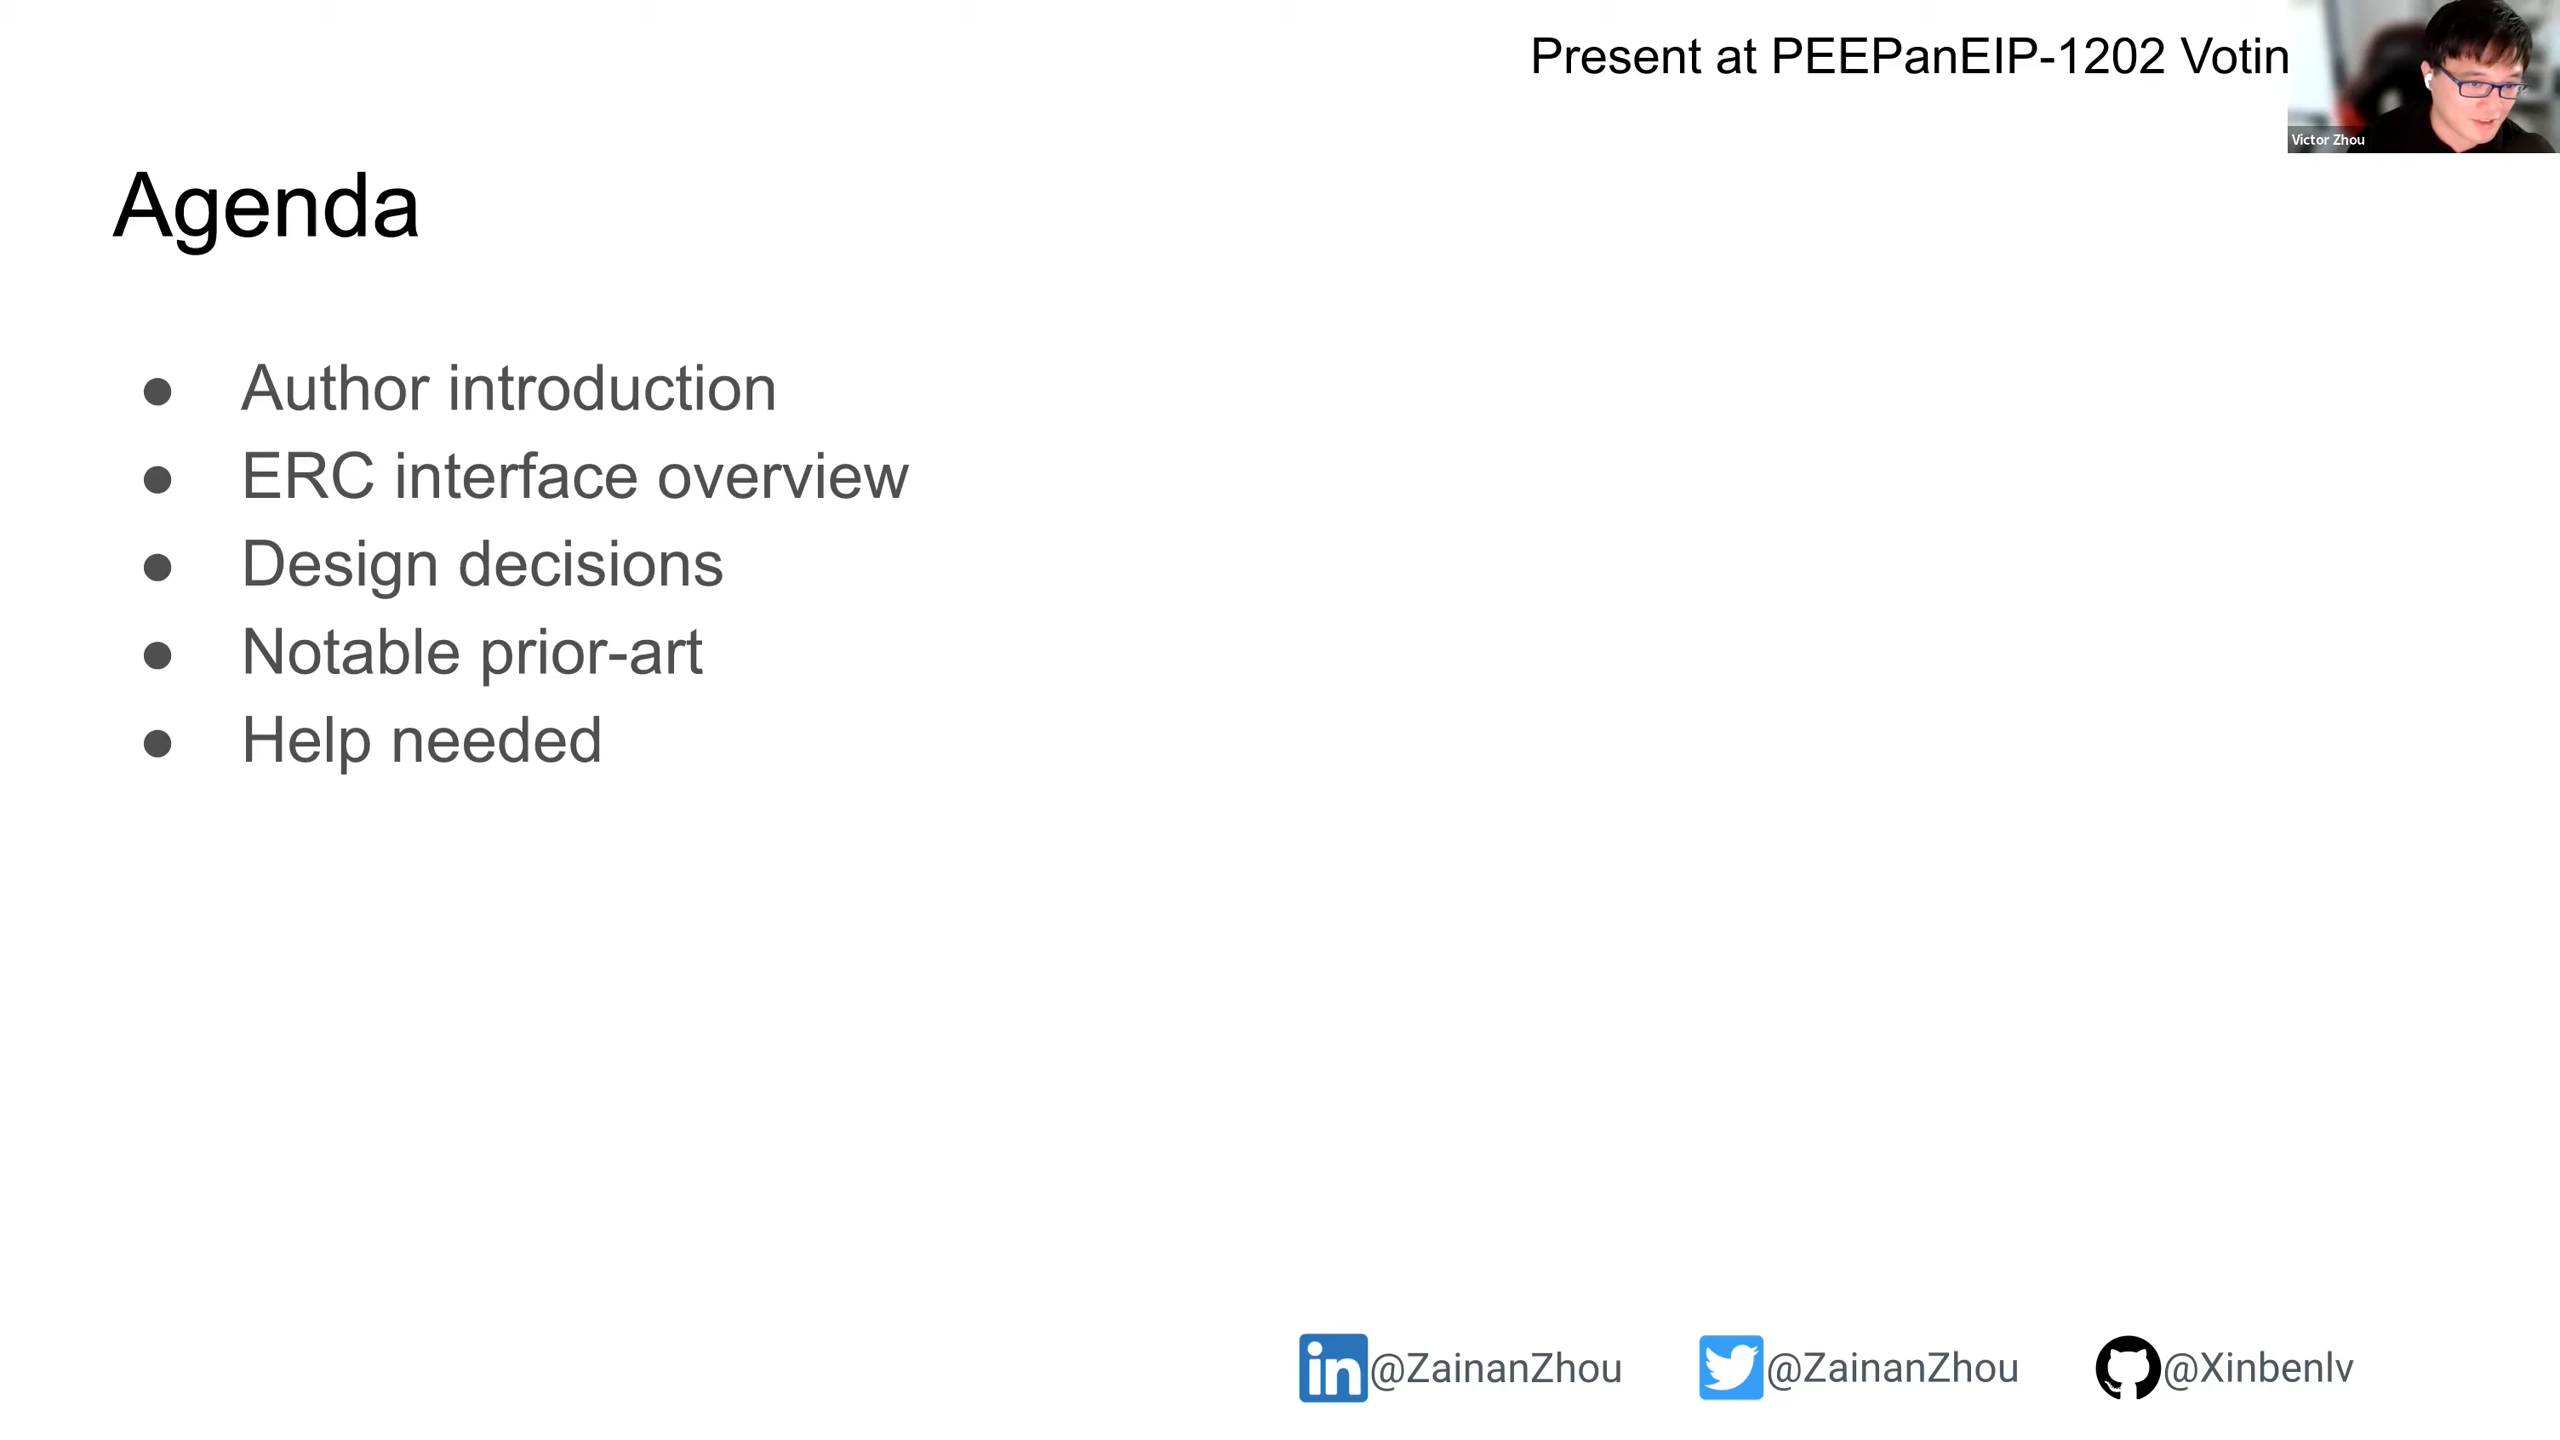 Present at PEEPanEIP-1202 Votin
Victor Zhou
Agenda
● Author introduction
● ERC interface overview
● Design decisions
● Notable prior-art
● Help needed
in @ZainanZhou @ZainanZhou @Xinbenlv